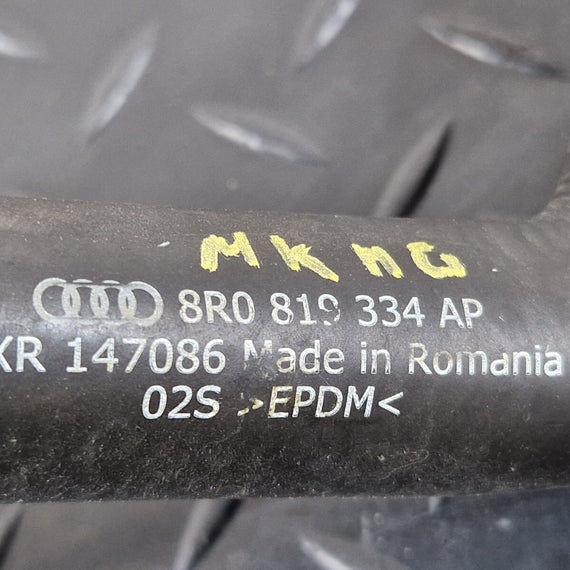 MKNG
8R0 819 334 AP
KR 147086 Made in Romania
02S >EPDM<